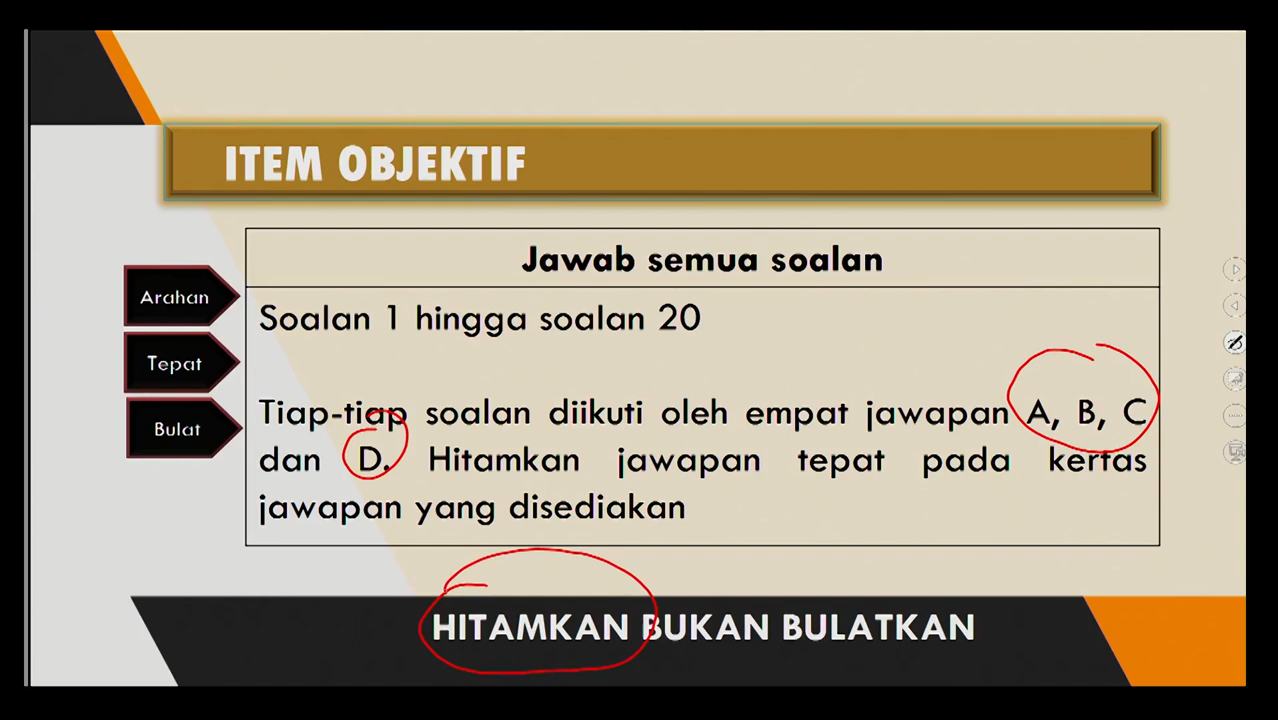 ITEM OBJEKTIF
Jawab semua soalan
Arahan
Tepat
Bulat
Soalan 1 hingga soalan 20
Tiap-tiap soalan diikuti oleh empat jawapan A, B, C
dan D. Hitamkan jawapan tepat pada kertas
jawapan yang disediakan
HITAMKAN BUKAN BULATKAN